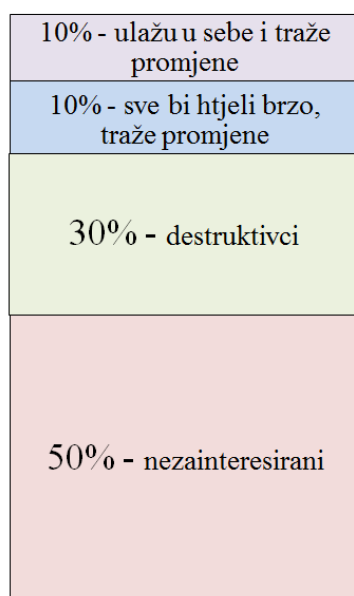 10% - ulažu u sebe i traže
promjene
10% - sve bi htjeli brzo,
traže promjene
30% - destruktivci
50% - nezainteresirani